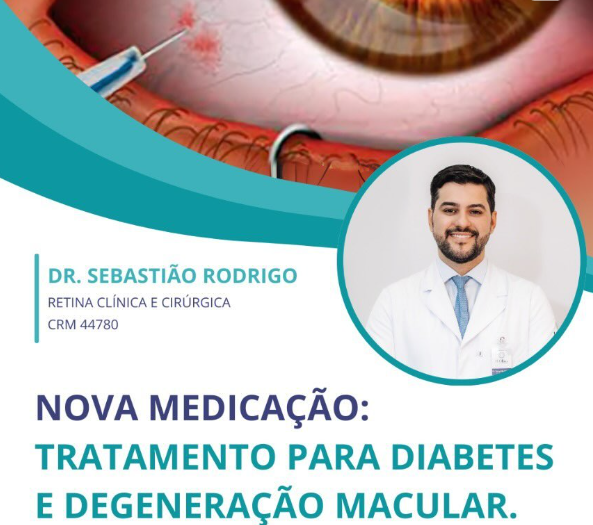 DR. SEBASTIÃO RODRIGO
RETINA CLÍNICA E CIRÚRGICA
CRM 44780
NOVA MEDICAÇÃO:
TRATAMENTO PARA DIABETES
E DEGENERAÇÃO MACULAR.